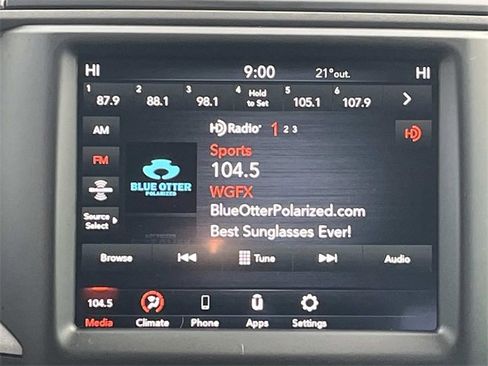 HI 9:00 21°out. HI
1 87.9 2 88.1 3 98.1 4 Hold to Set 5 105.1 6 107.9
AM
HD Radio 1 2 3
HD
FM
Sports
104.5
BLUE OTTER
POLARIZED
WGFX
BlueOtterPolarized.com
Source
Select
Best Sunglasses Ever!
Browse Tune Audio
104.5
Media Climate Phone Apps Settings